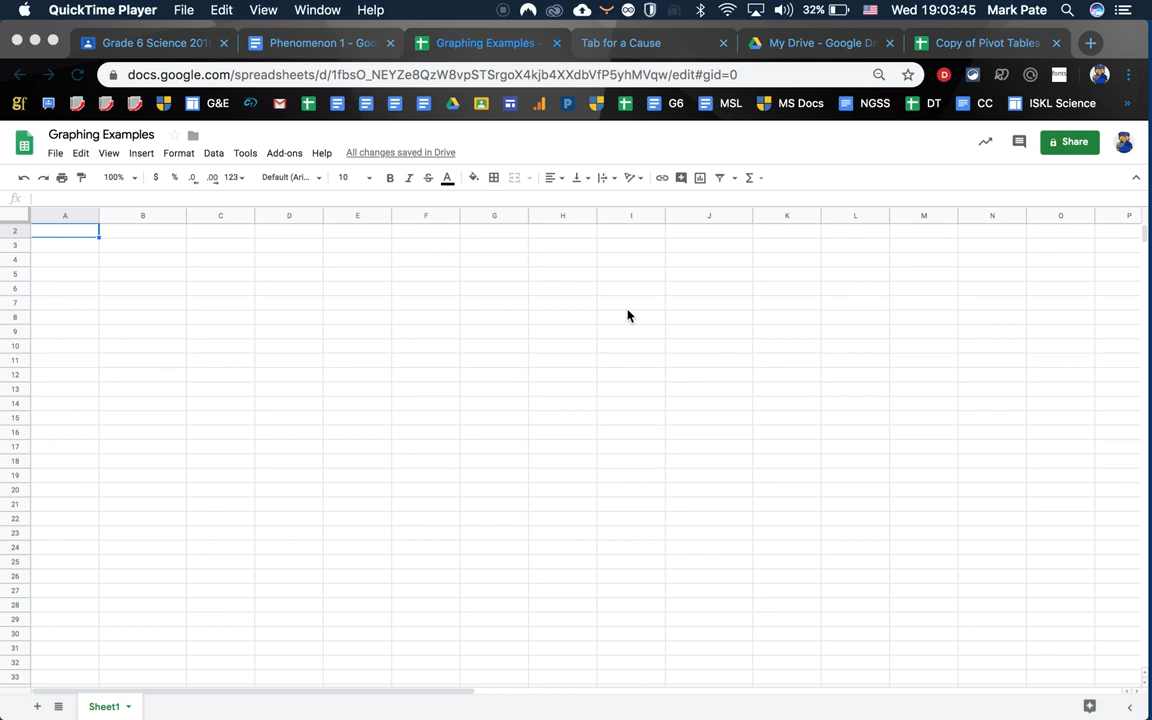 QuickTime Player File Edit View Window Help 32% Wed 19:03:45 Mark Pate
Grade 6 Science 201 Phenomenon 1 - Goo Graphing Examples - Tab for a Cause My Drive - Google Dr Copy of Pivot Tables
docs.google.com/spreadsheets/d/1fbsO_NEYZe8QzW8vpSTSrgoX4kjb4XXdbVfP5yhMVqw/edit#gid=0 D fonts
gf G&E P G6 MSL MS Docs NGSS DT CC ISKL Science »
Graphing Examples
Share
File Edit View Insert Format Data Tools Add-ons Help All changes saved in Drive
100% $ % .0 .00 123 Default (Ari... 10 B I S A Σ
fx
A B C D E F G H I J K L M N O P
2
3
4
5
6
7
8
9
10
11
12
13
14
15
16
17
18
19
20
21
22
23
24
25
26
27
28
29
30
31
32
33
Sheet1